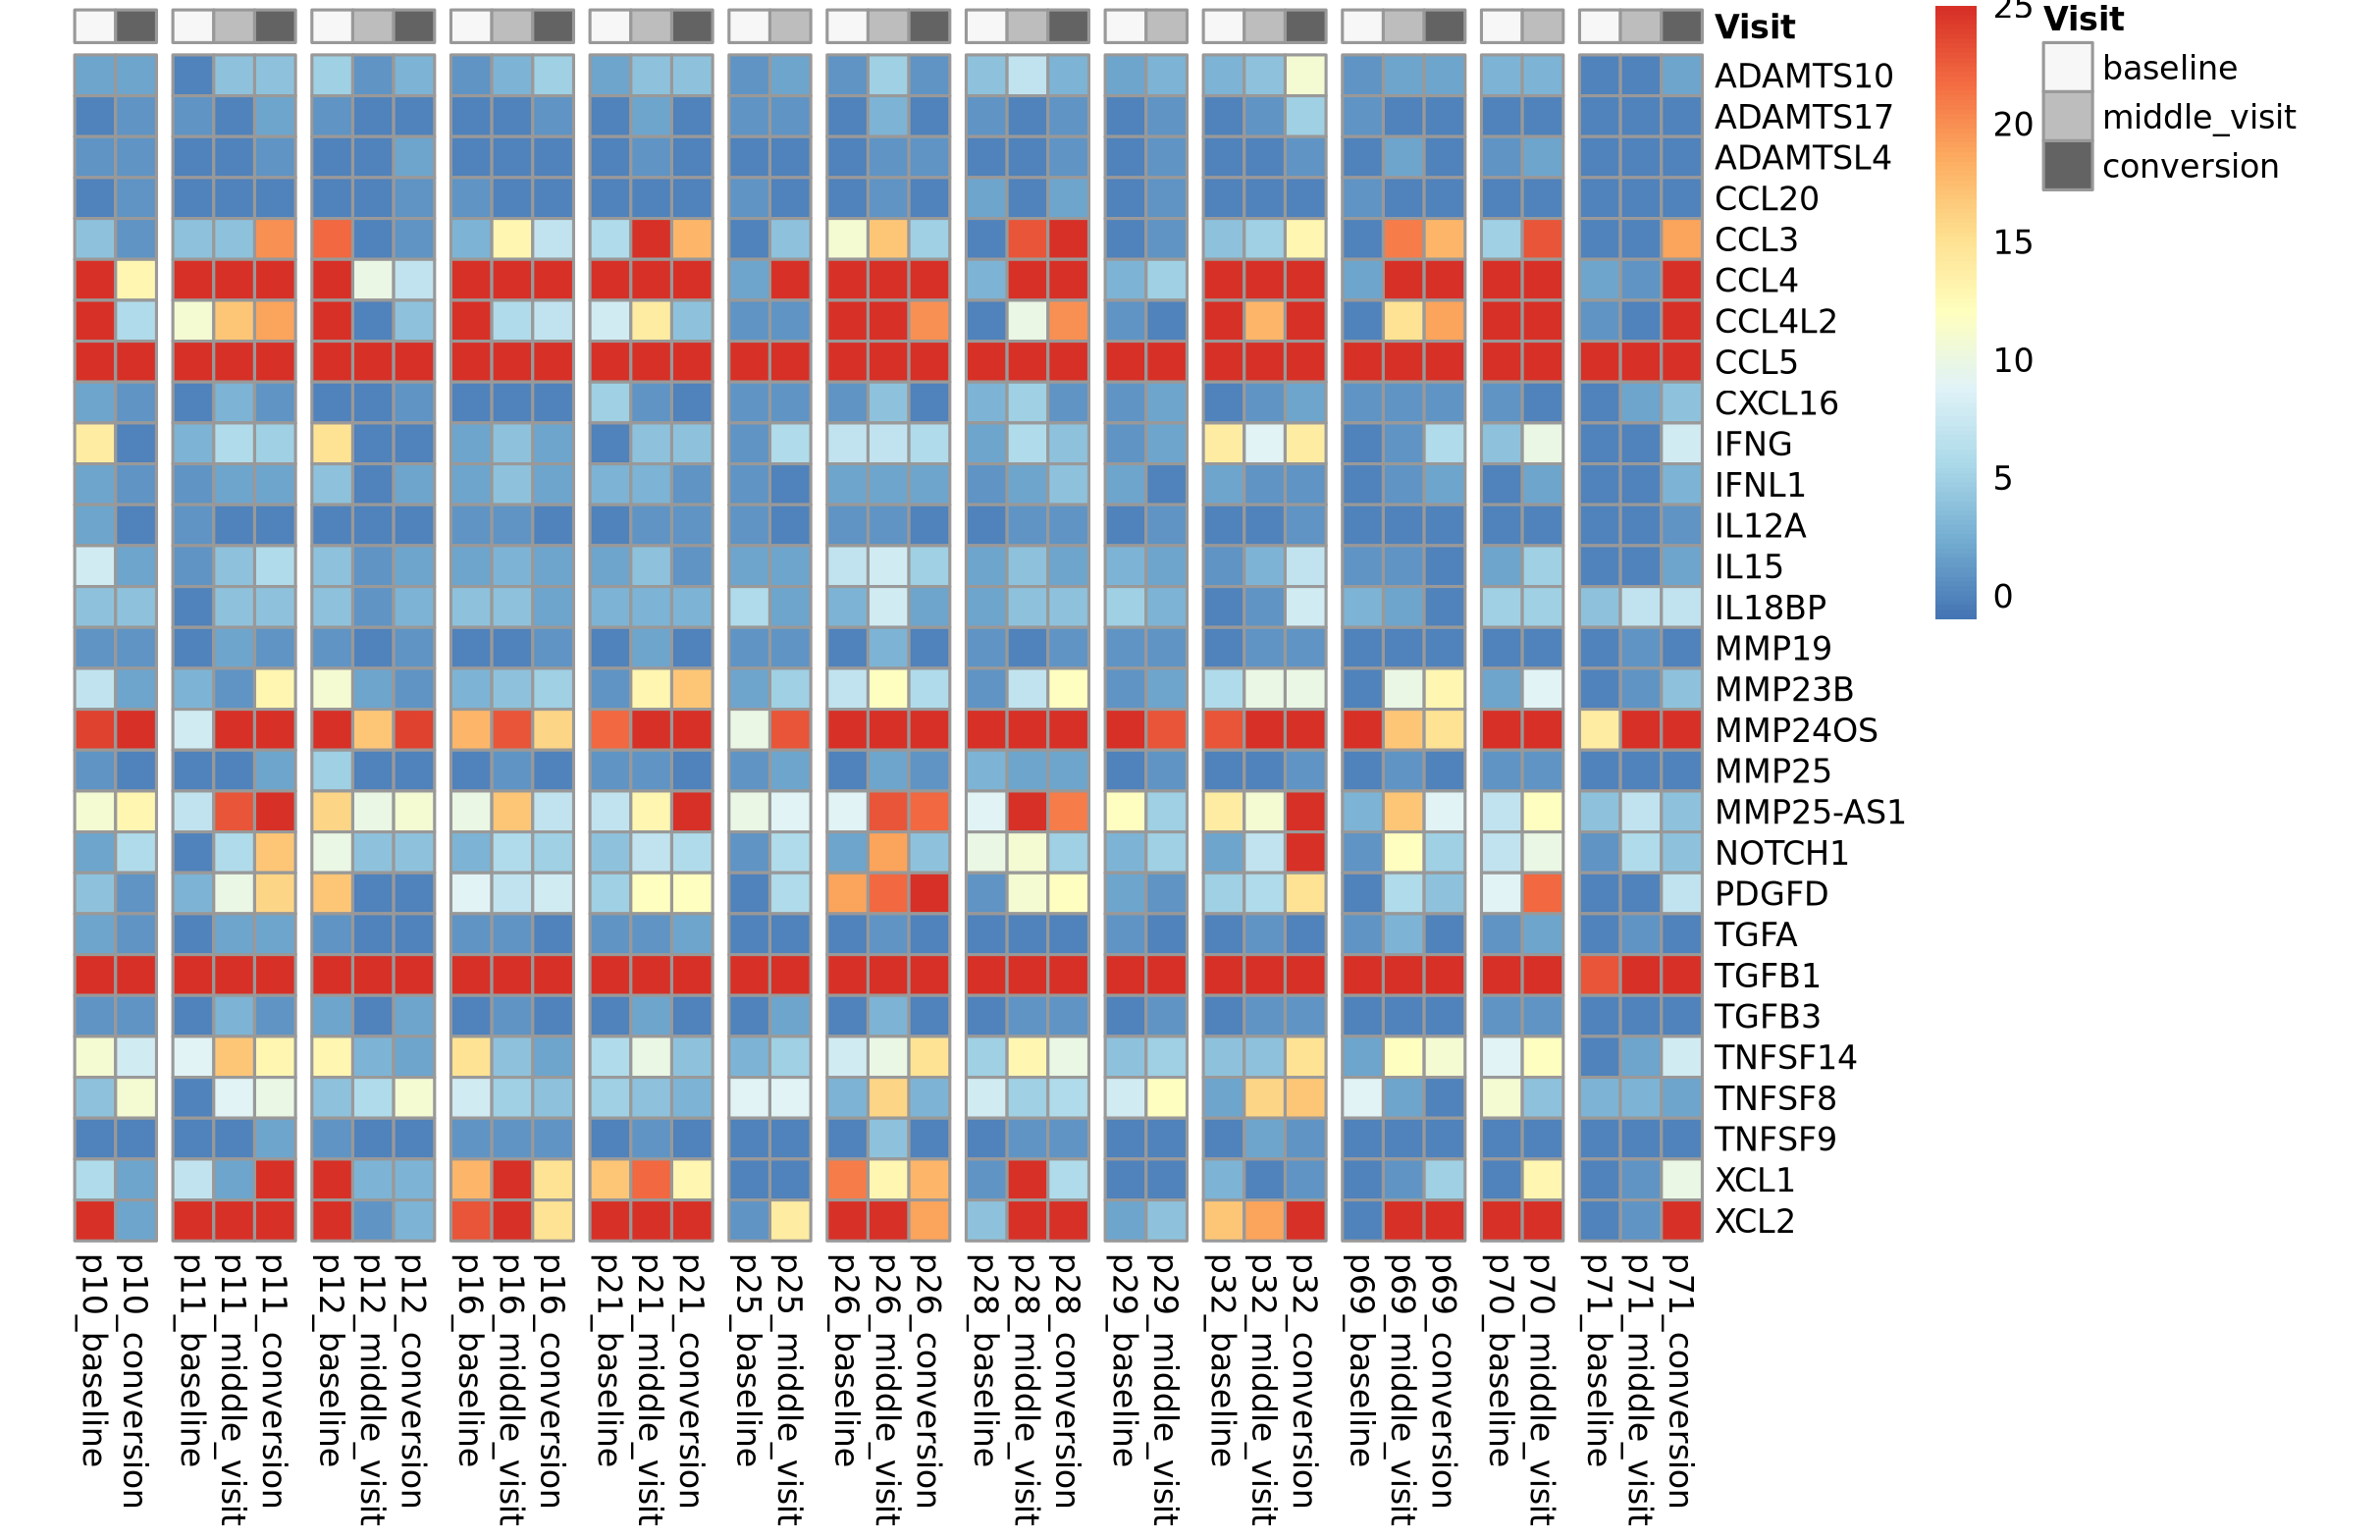 Visit
ADAMTS10
ADAMTS17
ADAMTSL4
CCL20
CCL3
CCL4
CCL4L2
CCL5
CXCL16
IFNG
IFNL1
IL12A
IL15
IL18BP
MMP19
MMP23B
MMP24OS
MMP25
MMP25-AS1
NOTCH1
PDGFD
TGFA
TGFB1
TGFB3
TNFSF14
TNFSF8
TNFSF9
XCL1
XCL2
25
20
15
10
5
0
Visit
baseline
middle_visit
conversion
p10_baseline
p10_conversion
p11_baseline
p11_middle_visit
p11_conversion
p12_baseline
p12_middle_visit
p12_conversion
p16_baseline
p16_middle_visit
p16_conversion
p21_baseline
p21_middle_visit
p21_conversion
p25_baseline
p25_middle_visit
p26_baseline
p26_middle_visit
p26_conversion
p28_baseline
p28_middle_visit
p28_conversion
p29_baseline
p29_middle_visit
p32_baseline
p32_middle_visit
p32_conversion
p69_baseline
p69_middle_visit
p69_conversion
p70_baseline
p70_middle_visit
p71_baseline
p71_middle_visit
p71_conversion